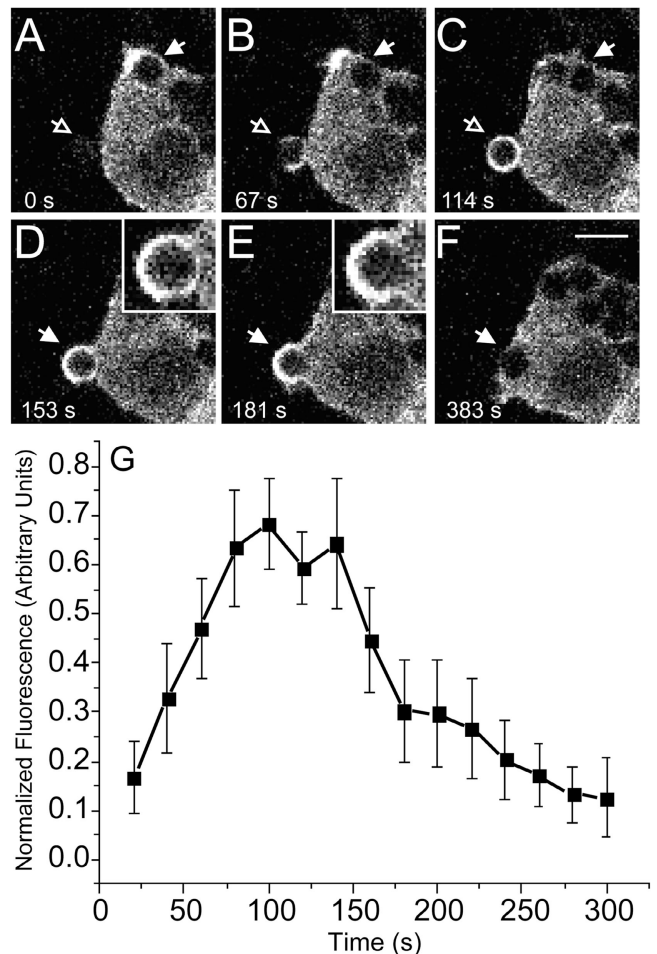 A
B
C
0 s
67 s
114 s
D
E
F
153 s
181 s
383 s
G
Normalized Fluorescence (Arbitrary Units)
0.8
0.7
0.6
0.5
0.4
0.3
0.2
0.1
0.0
0 50 100 150 200 250 300
Time (s)